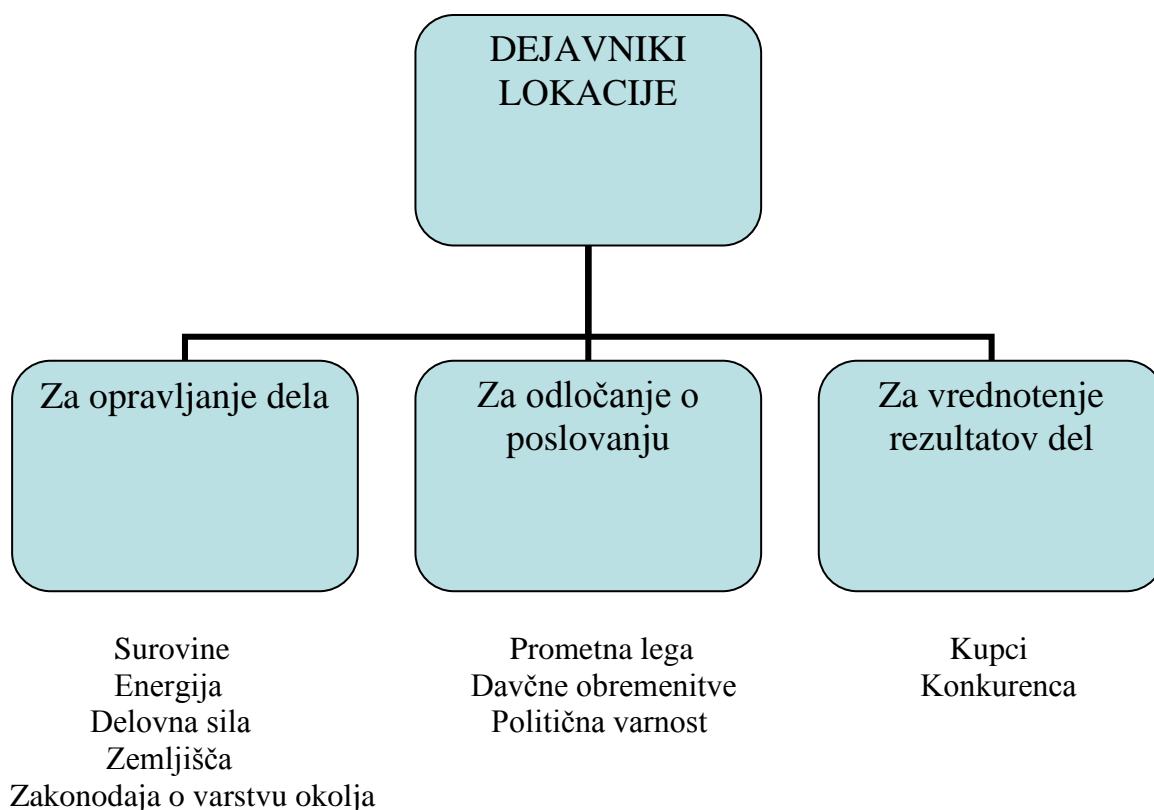 DEJAVNIKI
LOKACIJE
Za opravljanje dela
Za odločanje o
poslovanju
Za vrednotenje
rezultatov del
Surovine
Energija
Delovna sila
Zemljišča
Zakonodaja o varstvu okolja
Prometna lega
Davčne obremenitve
Politična varnost
Kupci
Konkurenca